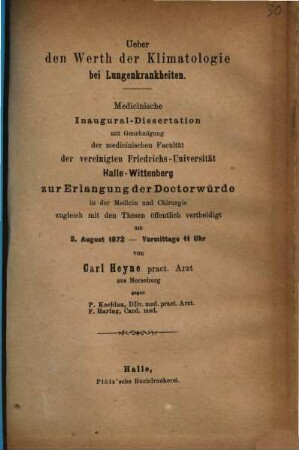 30
Ueber
den Werth der Klimatologie
bei Lungenkrankheiten.
Medicinische
Inaugural-Dissertation
mit Genehmigung
der medicinischen Facultät
der vereinigten Friedrichs-Universität
Halle-Wittenberg
zur Erlangung der Doctorwürde
in der Medicin und Chirurgie
zugleich mit den Thesen öffentlich vertheidigt
am
3. August 1872 — Vormittags 11 Uhr
von
Carl Heyne pract. Arzt
aus Merseburg
gegen
P. Kuehlus, DDr. med. pract. Arzt.
F. Haring, Cand. med.
Halle,
Plötz'sche Buchdruckerei.